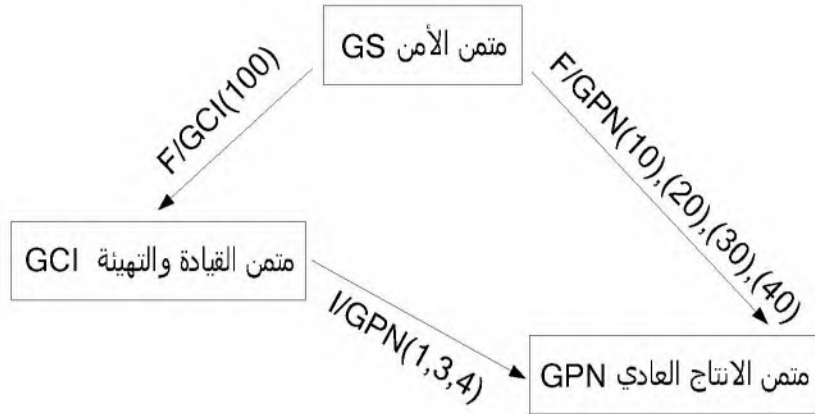 متمن الأمن GS
F/GCI(100)
F/GPN(10),(20),(30),(40)
متمن القيادة والتهيئة GCI
I/GPN(1,3,4)
متمن الانتاج العادي GPN